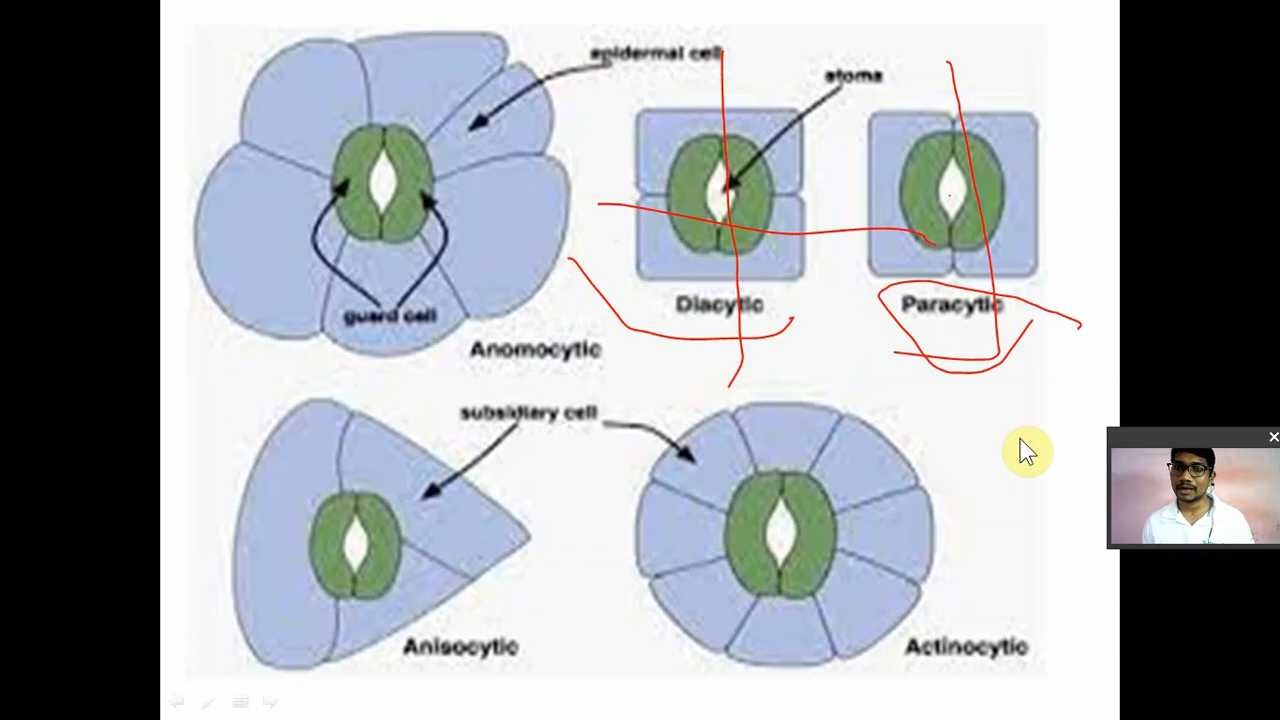 epidermal cell
stoma
guard cell
Anomocytic
Diacytic
Paracytic
subsidiary cell
Anisocytic
Actinocytic